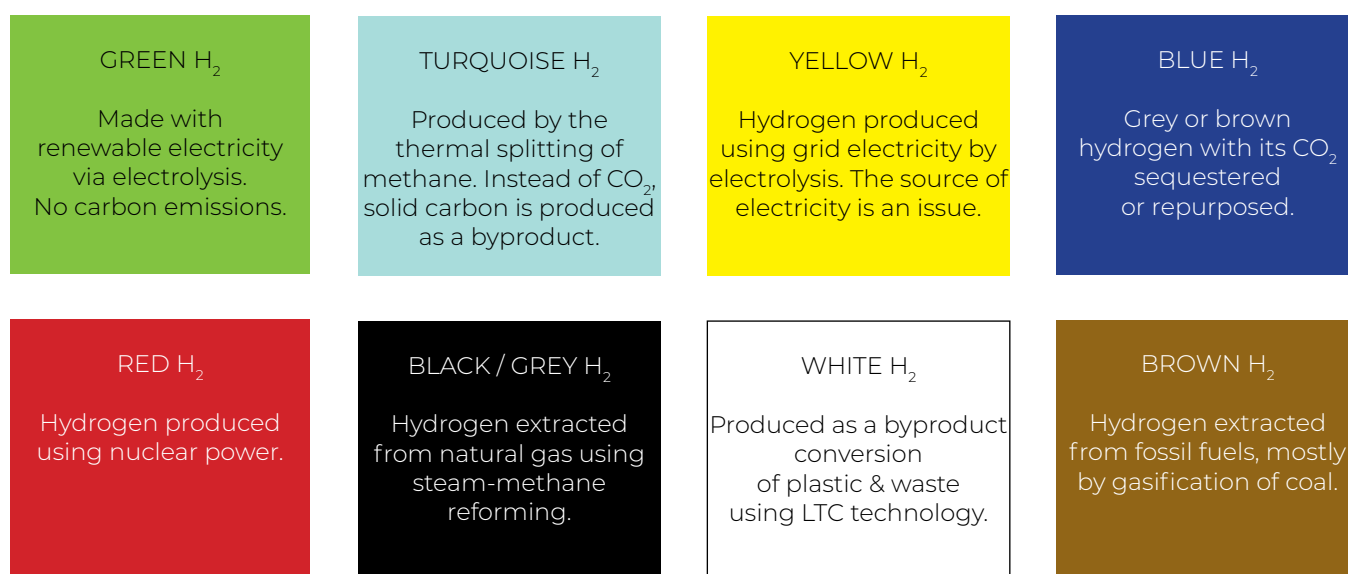 GREEN H₂
Made with
renewable electricity
via electrolysis.
No carbon emissions.
TURQUOISE H₂
Produced by the
thermal splitting of
methane. Instead of CO₂,
solid carbon is produced
as a byproduct.
YELLOW H₂
Hydrogen produced
using grid electricity by
electrolysis. The source of
electricity is an issue.
BLUE H₂
Grey or brown
hydrogen with its CO₂
sequestered
or repurposed.
RED H₂
Hydrogen produced
using nuclear power.
BLACK / GREY H₂
Hydrogen extracted
from natural gas using
steam-methane
reforming.
WHITE H₂
Produced as a byproduct
conversion
of plastic & waste
using LTC technology.
BROWN H₂
Hydrogen extracted
from fossil fuels, mostly
by gasification of coal.